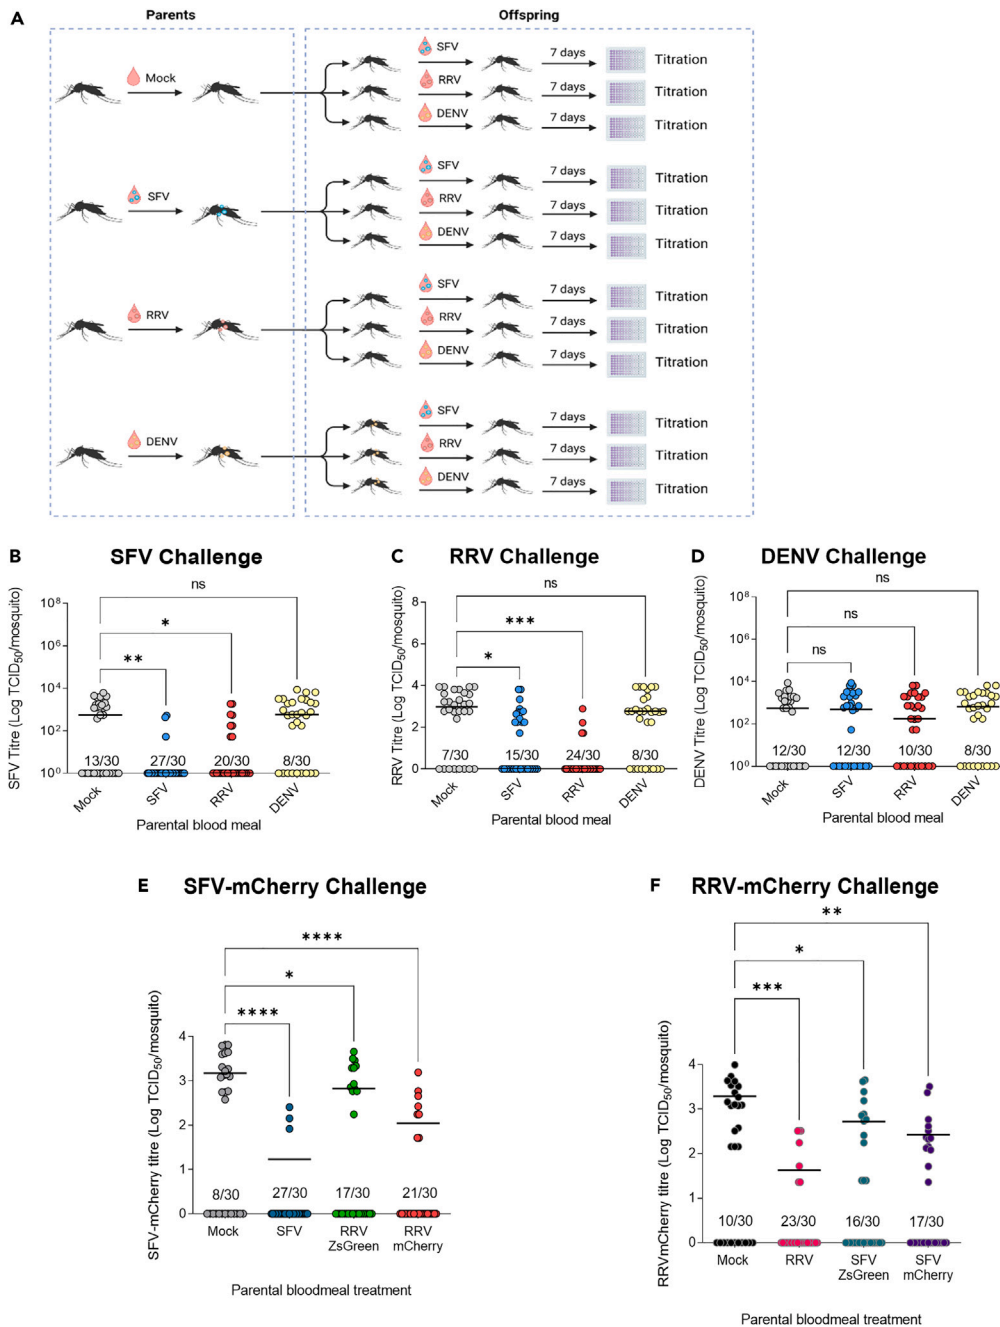 A
Parents
Offspring
Mock
SFV
7 days
Titration
RRV
7 days
Titration
DENV
7 days
Titration
SFV
SFV
7 days
Titration
RRV
7 days
Titration
DENV
7 days
Titration
RRV
SFV
7 days
Titration
RRV
7 days
Titration
DENV
7 days
Titration
DENV
SFV
7 days
Titration
RRV
7 days
Titration
DENV
7 days
Titration
B
SFV Challenge
SFV Titre (Log TCID50/mosquito)
10⁸
10⁶
10⁴
10²
10⁰
ns
*
**
13/30
27/30
20/30
8/30
Mock
SFV
RRV
DENV
Parental blood meal
C
RRV Challenge
RRV Titre (Log TCID50/mosquito)
8
6
4
2
0
ns
***
*
7/30
15/30
24/30
8/30
Mock
SFV
RRV
DENV
Parental blood meal
D
DENV Challenge
DENV Titre (Log TCID50/mosquito)
10⁸
10⁶
10⁴
10²
10⁰
ns
ns
ns
12/30
12/30
10/30
8/30
Mock
SFV
RRV
DENV
Parental blood meal
E
SFV-mCherry Challenge
SFV-mCherry titre (Log TCID50/mosquito)
4
3
2
1
0
****
*
****
8/30
27/30
17/30
21/30
Mock
SFV
RRV
ZsGreen
RRV
mCherry
Parental bloodmeal treatment
F
RRV-mCherry Challenge
RRVmCherry titre (Log TCID50/mosquito)
4
3
2
1
0
**
*
***
10/30
23/30
16/30
17/30
Mock
RRV
SFV
ZsGreen
SFV
mCherry
Parental bloodmeal treatment